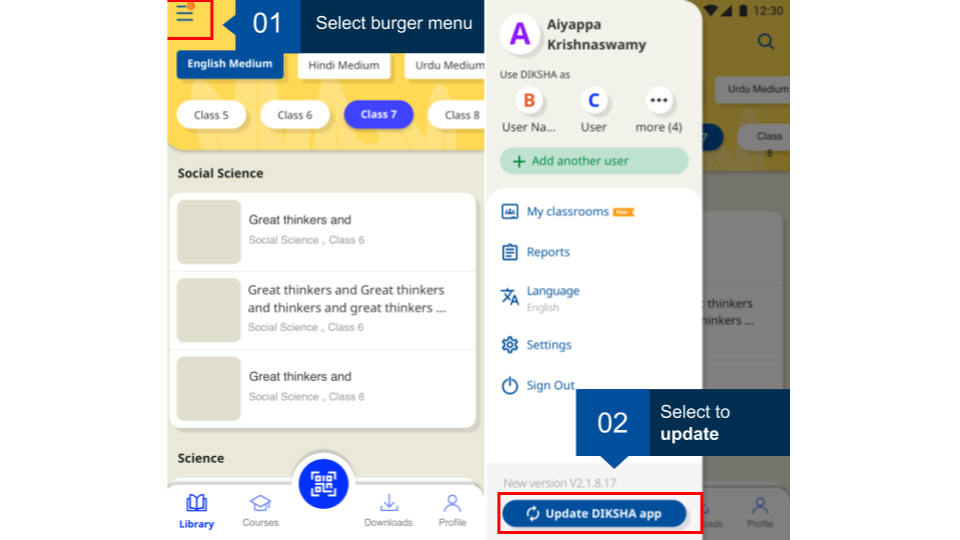 01
Select burger menu
English Medium
Hindi Medium
Urdu Medium
Class 5
Class 6
Class 7
Class 8
Social Science
Great thinkers and
Social Science , Class 6
Great thinkers and Great thinkers
and thinkers and great thinkers ...
Social Science , Class 6
Great thinkers and
Social Science , Class 6
Science
Library
Courses
Downloads
Profile
A
Aiyappa
Krishnaswamy
Use DIKSHA as
B
C
User Na...
User
more (4)
+ Add another user
My classrooms
Reports
Language
English
Settings
Sign Out
02
Select to
update
New version V2.1.8.17
Update DIKSHA app
12:30
Urdu Medium
7
Class
8
thinkers
hinkers ...
oads
Profile